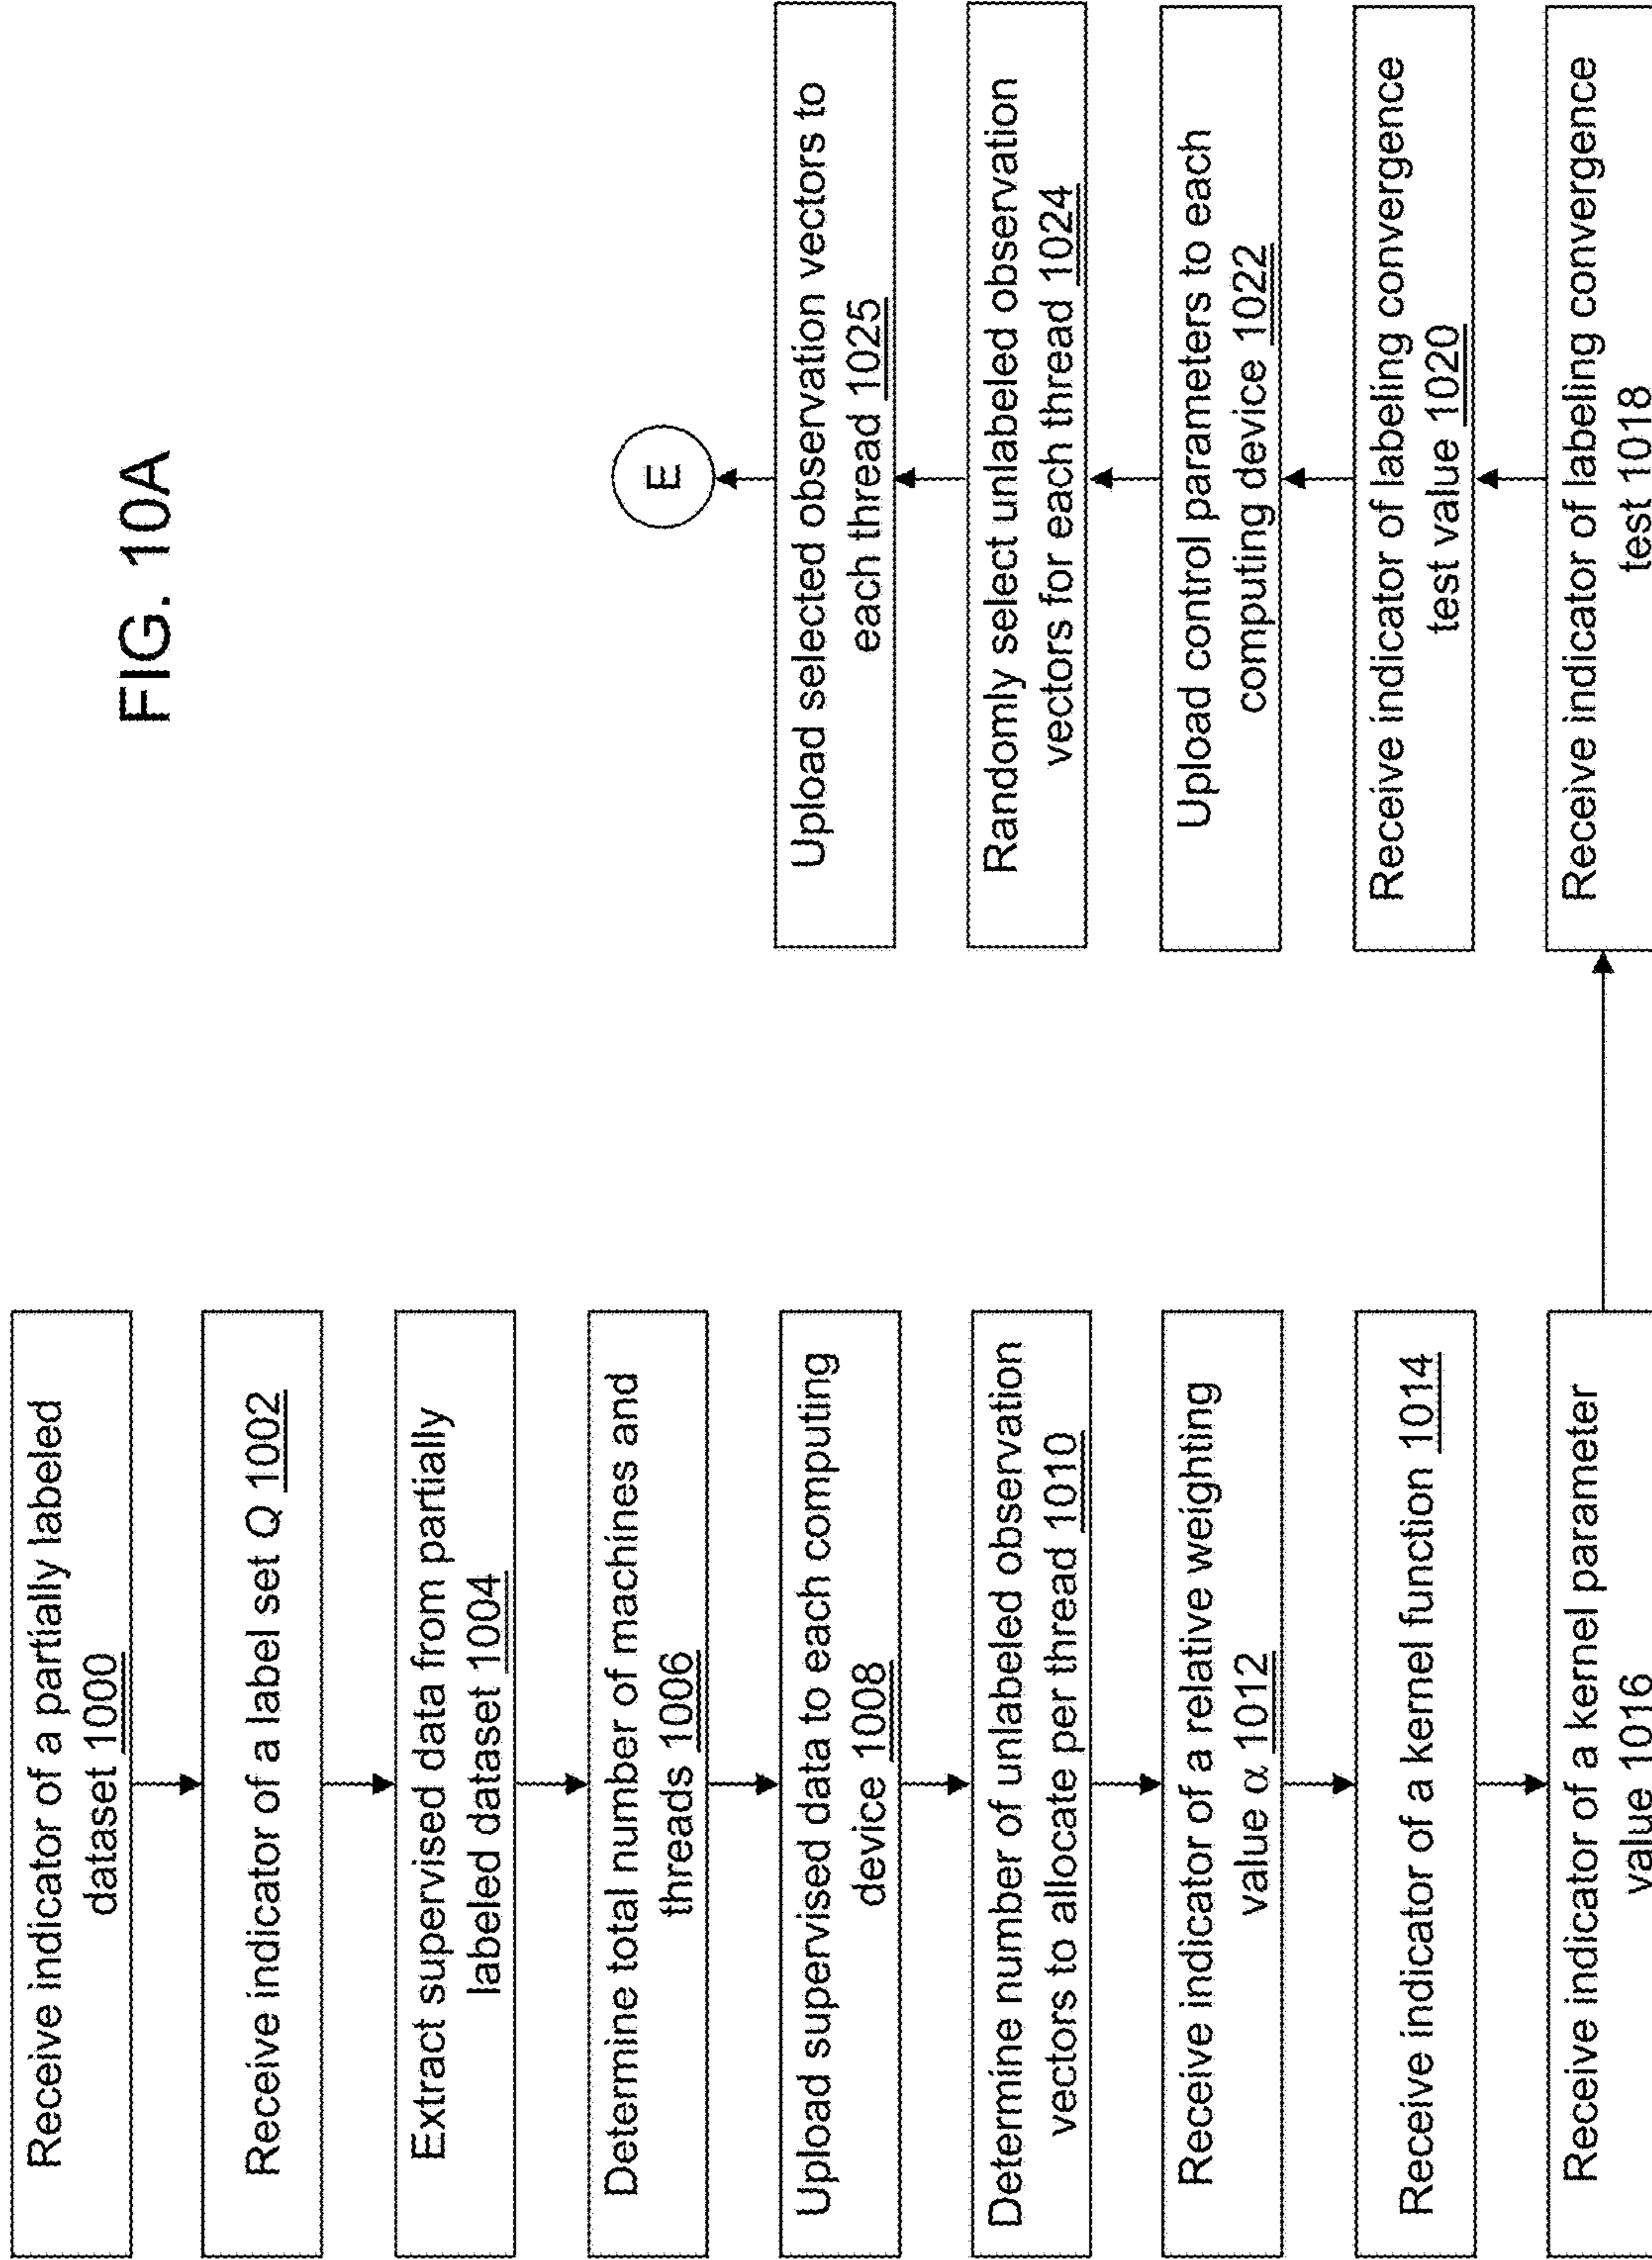 FIG. 10A
Receive indicator of a partially labeled
dataset 1000
Receive indicator of a label set Q 1002
Extract supervised data from partially
labeled dataset 1004
Determine total number of machines and
threads 1006
Upload supervised data to each computing
device 1008
Determine number of unlabeled observation
vectors to allocate per thread 1010
Receive indicator of a relative weighting
value α 1012
Receive indicator of a kernel function 1014
Receive indicator of a kernel parameter
value 1016
Receive indicator of labeling convergence
test 1018
Receive indicator of labeling convergence
test value 1020
Upload control parameters to each
computing device 1022
Randomly select unlabeled observation
vectors for each thread 1024
Upload selected observation vectors to
each thread 1025
E